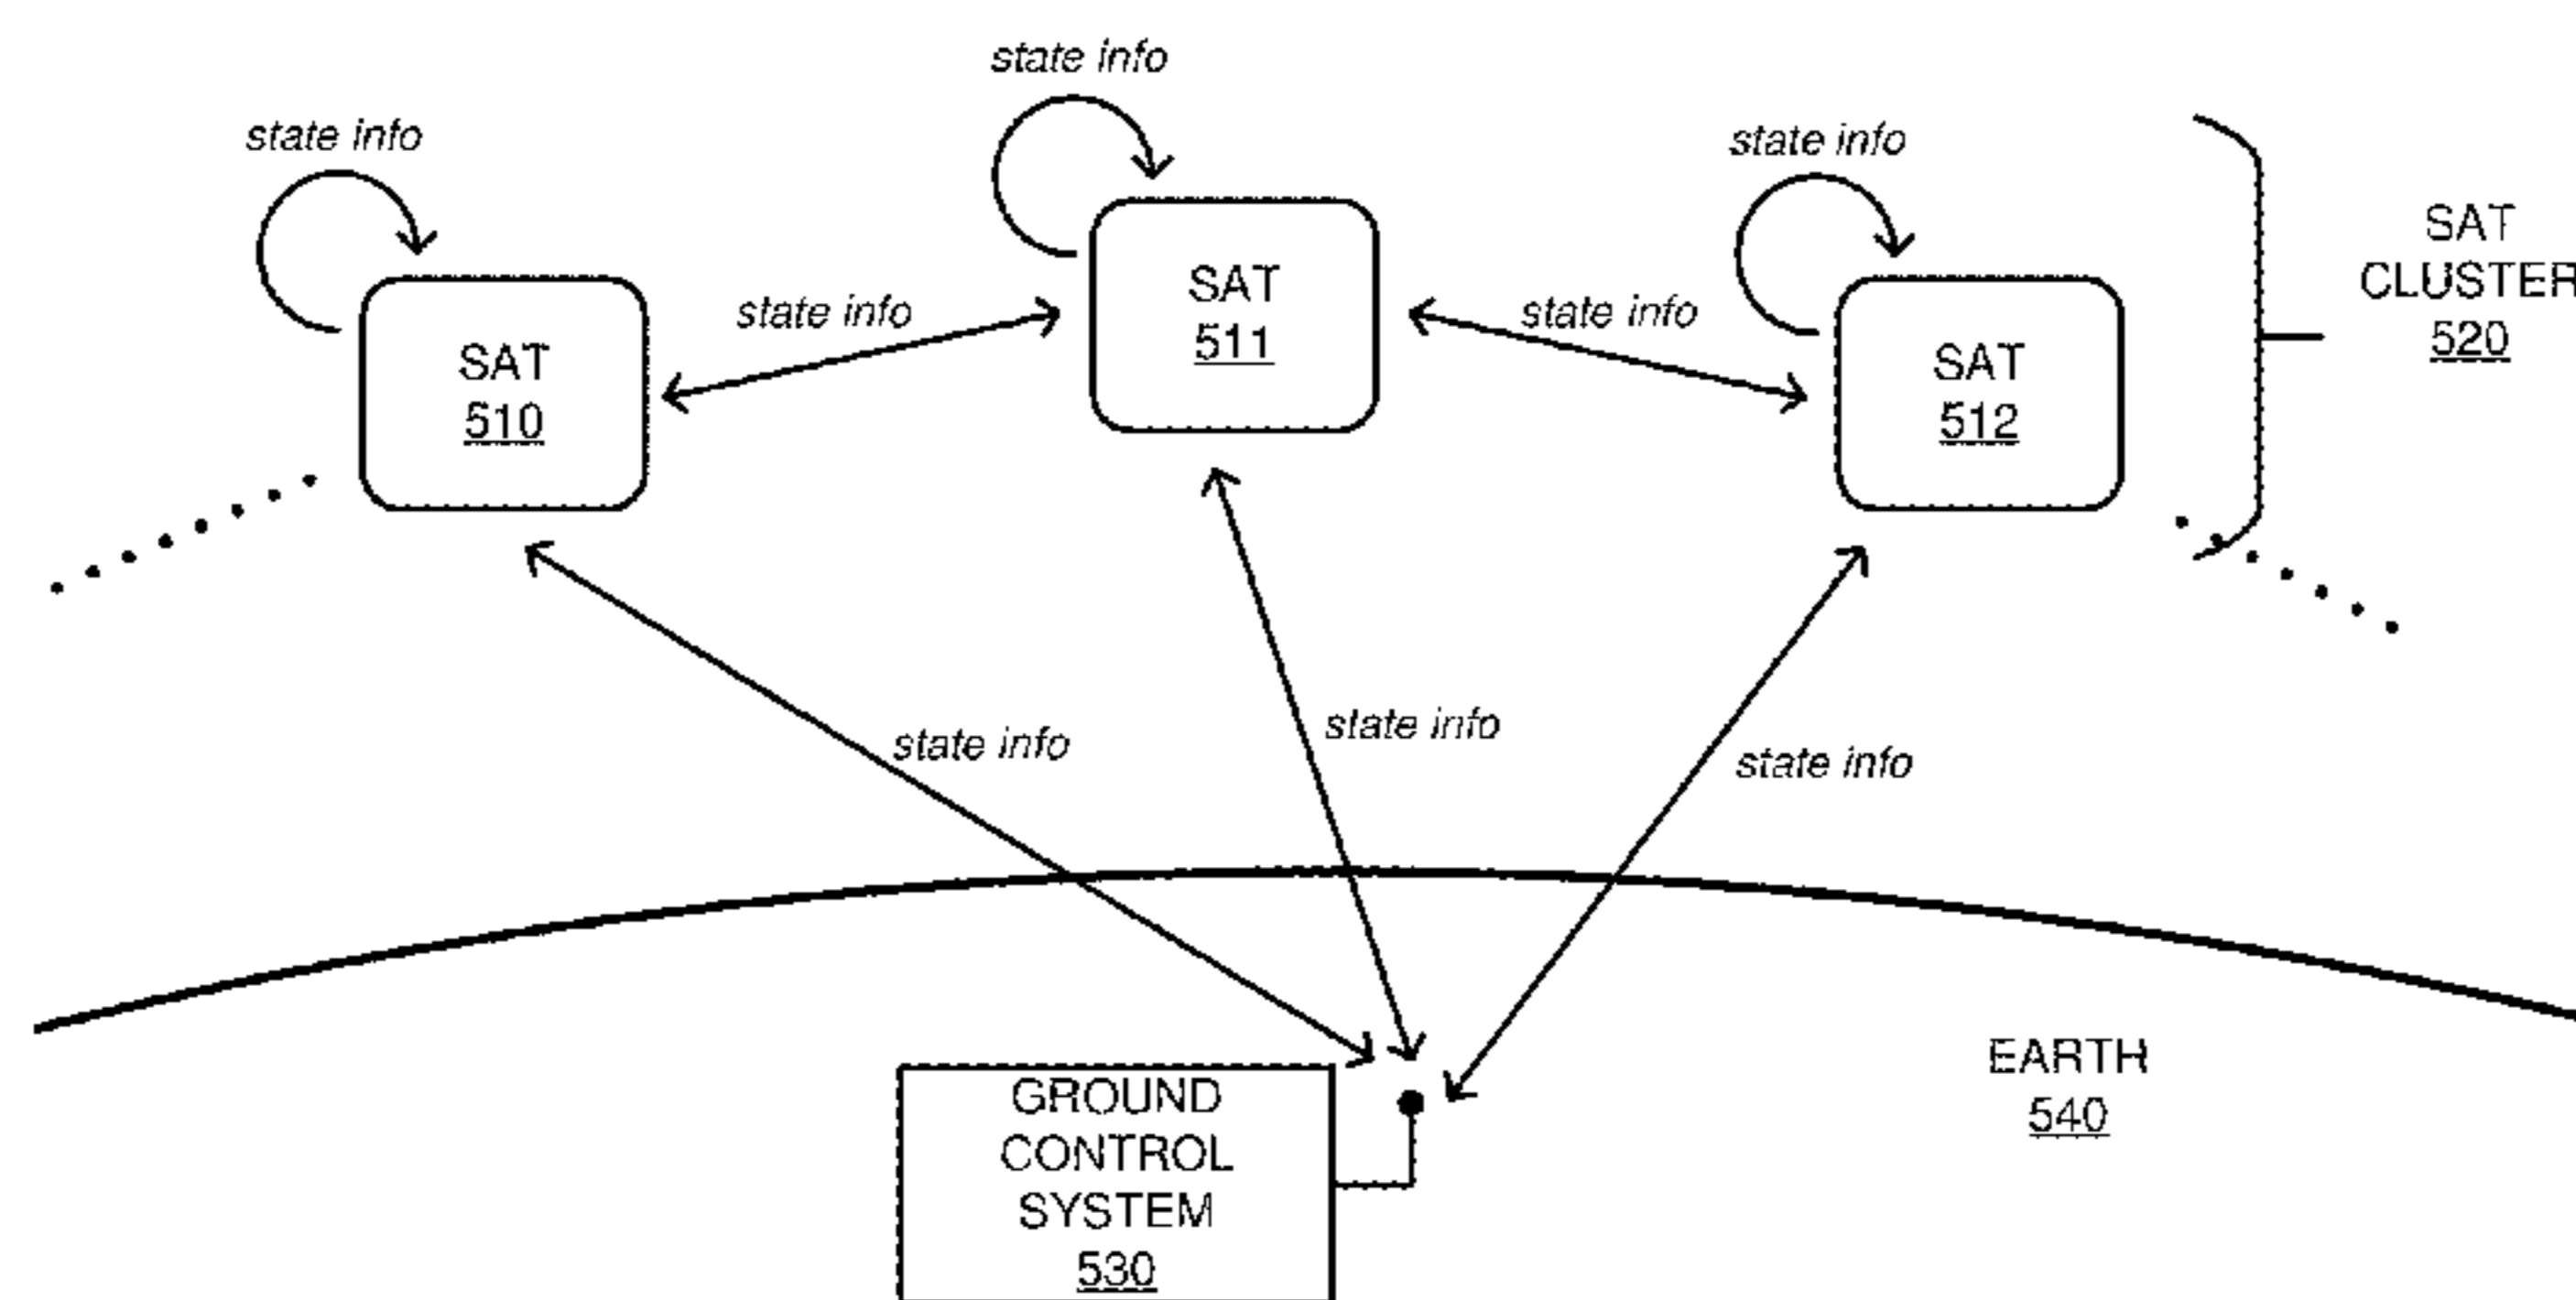 state info
state info
state info
SAT
510
state info
SAT
511
state info
SAT
512
SAT
CLUSTER
520
state info
state info
state info
EARTH
540
GROUND
CONTROL
SYSTEM
530